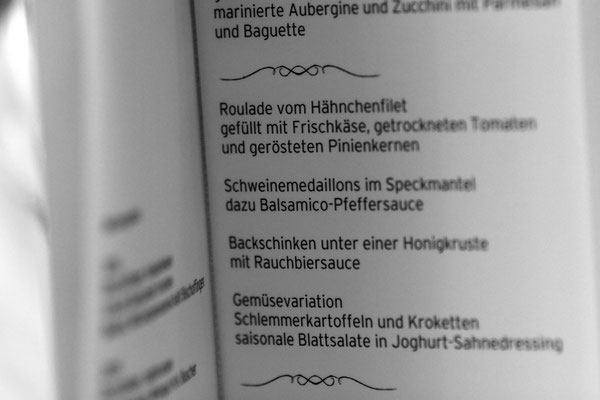 marinierte Aubergine und Zucchini mit Parmesan
und Baguette
Roulade vom Hähnchenfilet
gefüllt mit Frischkäse, getrockneten Tomaten
und gerösteten Pinienkernen
Schweinemedaillons im Speckmantel
dazu Balsamico-Pfeffersauce
Backschinken unter einer Honigkruste
mit Rauchbiersauce
Gemüsevariation
Schlemmerkartoffeln und Kroketten
saisonale Blattsalate in Joghurt-Sahnedressing